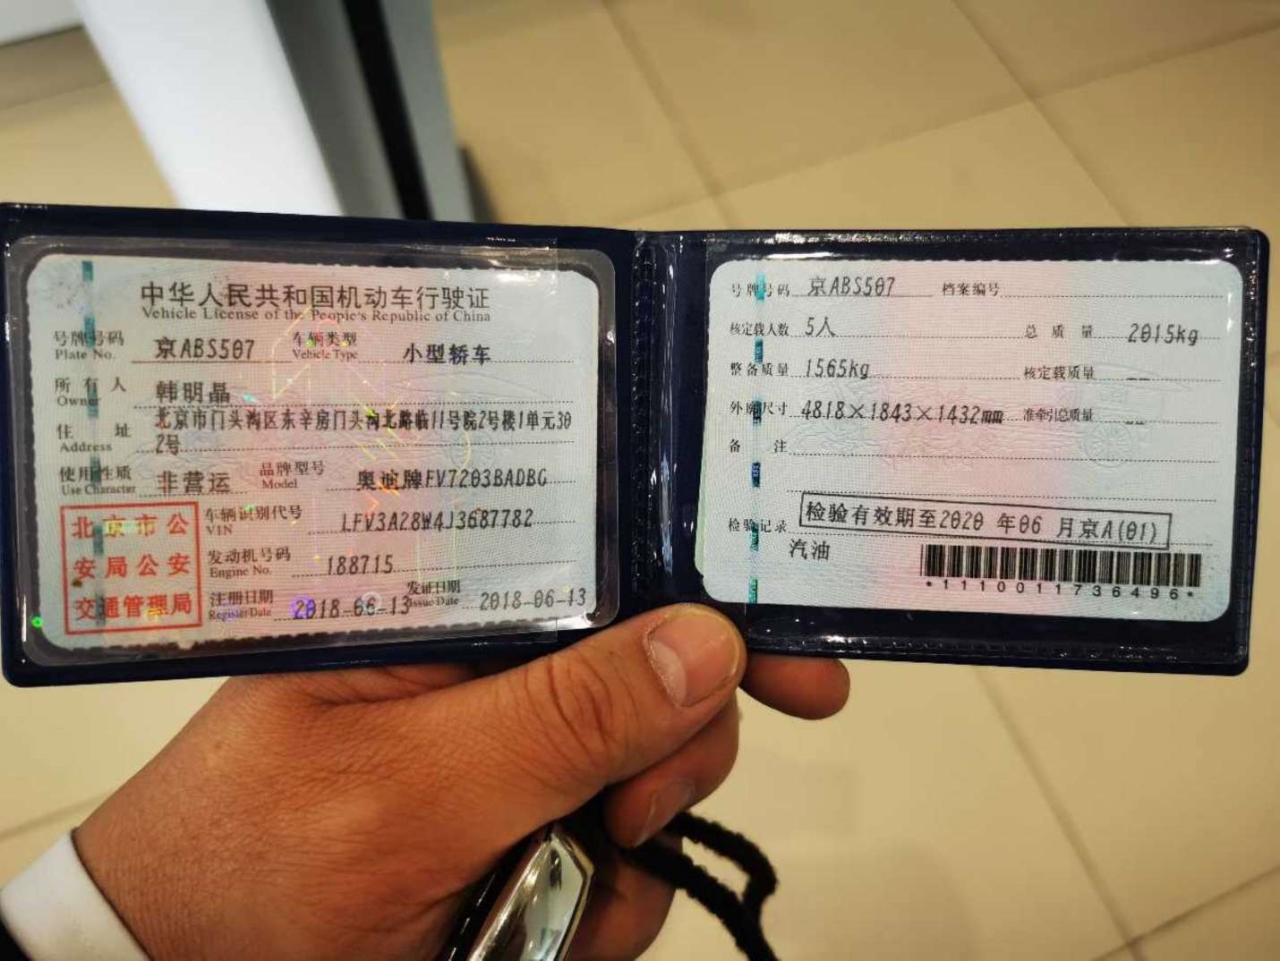 中华人民共和国机动车行驶证
Vehicle License of the People's Republic of China
号牌号码 京ABS507 车辆类型 小型轿车
Plate No. Vehicle Type
所有人 韩明晶
Owner
住址 北京市门头沟区东辛房门头沟北路临11号院2号楼1单元30
Address 2号
使用性质 非营运 品牌型号 奥迪牌FV7203BADBG
Use Character Model
北京市公
安局公安
交通管理局
车辆识别代号 LFV3A28W4J3687782
VIN
发动机号码 188715
Engine No.
注册日期 2018-06-13 发证日期 2018-06-13
Register Date Issue Date
号牌号码 京ABS507 档案编号
核定载人数 5人 总质量 2015kg
整备质量 1565kg 核定载质量 --
外廓尺寸 4818×1843×1432mm 准牵引总质量 --
备注
检验记录 检验有效期至2020年06月京A(01)
汽油
*1110011736496*